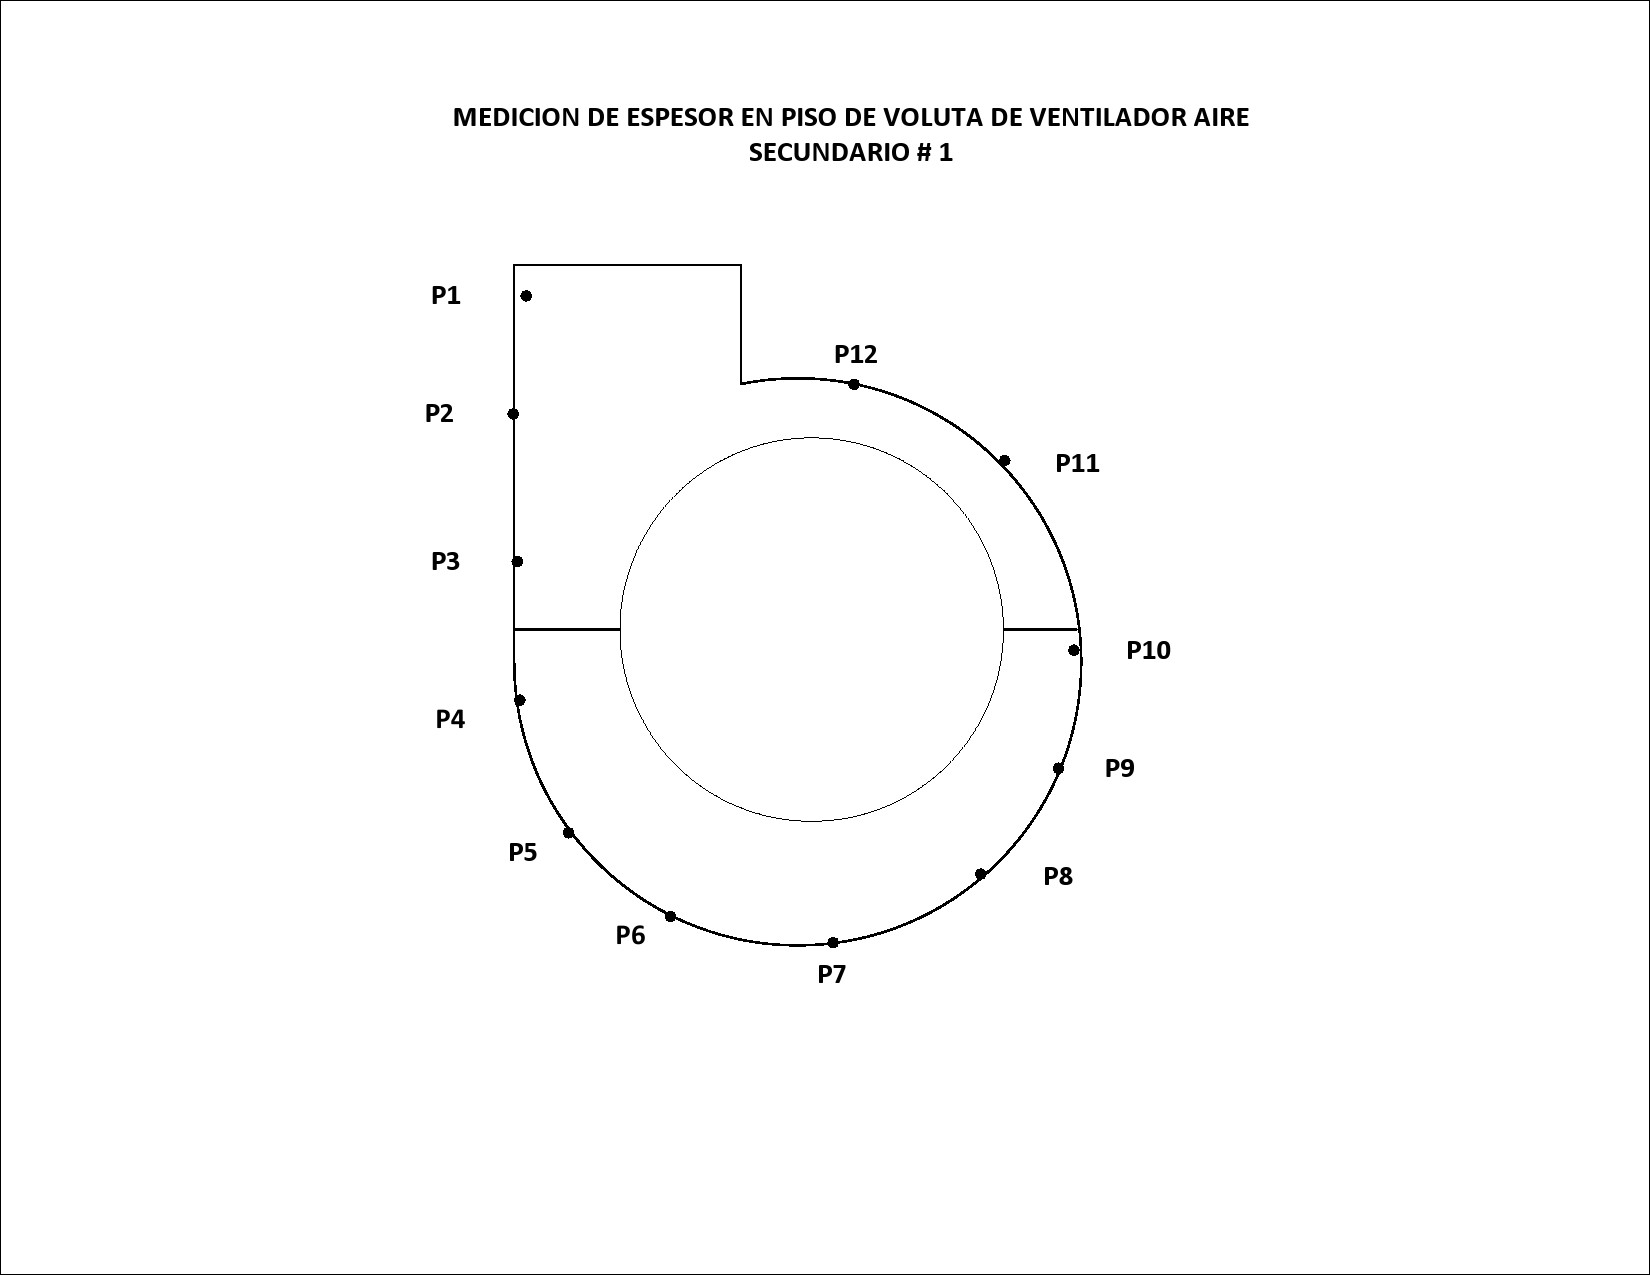 MEDICION DE ESPESOR EN PISO DE VOLUTA DE VENTILADOR AIRE
SECUNDARIO # 1
P1
P12
P2
P11
P3
P10
P4
P9
P5
P8
P6
P7